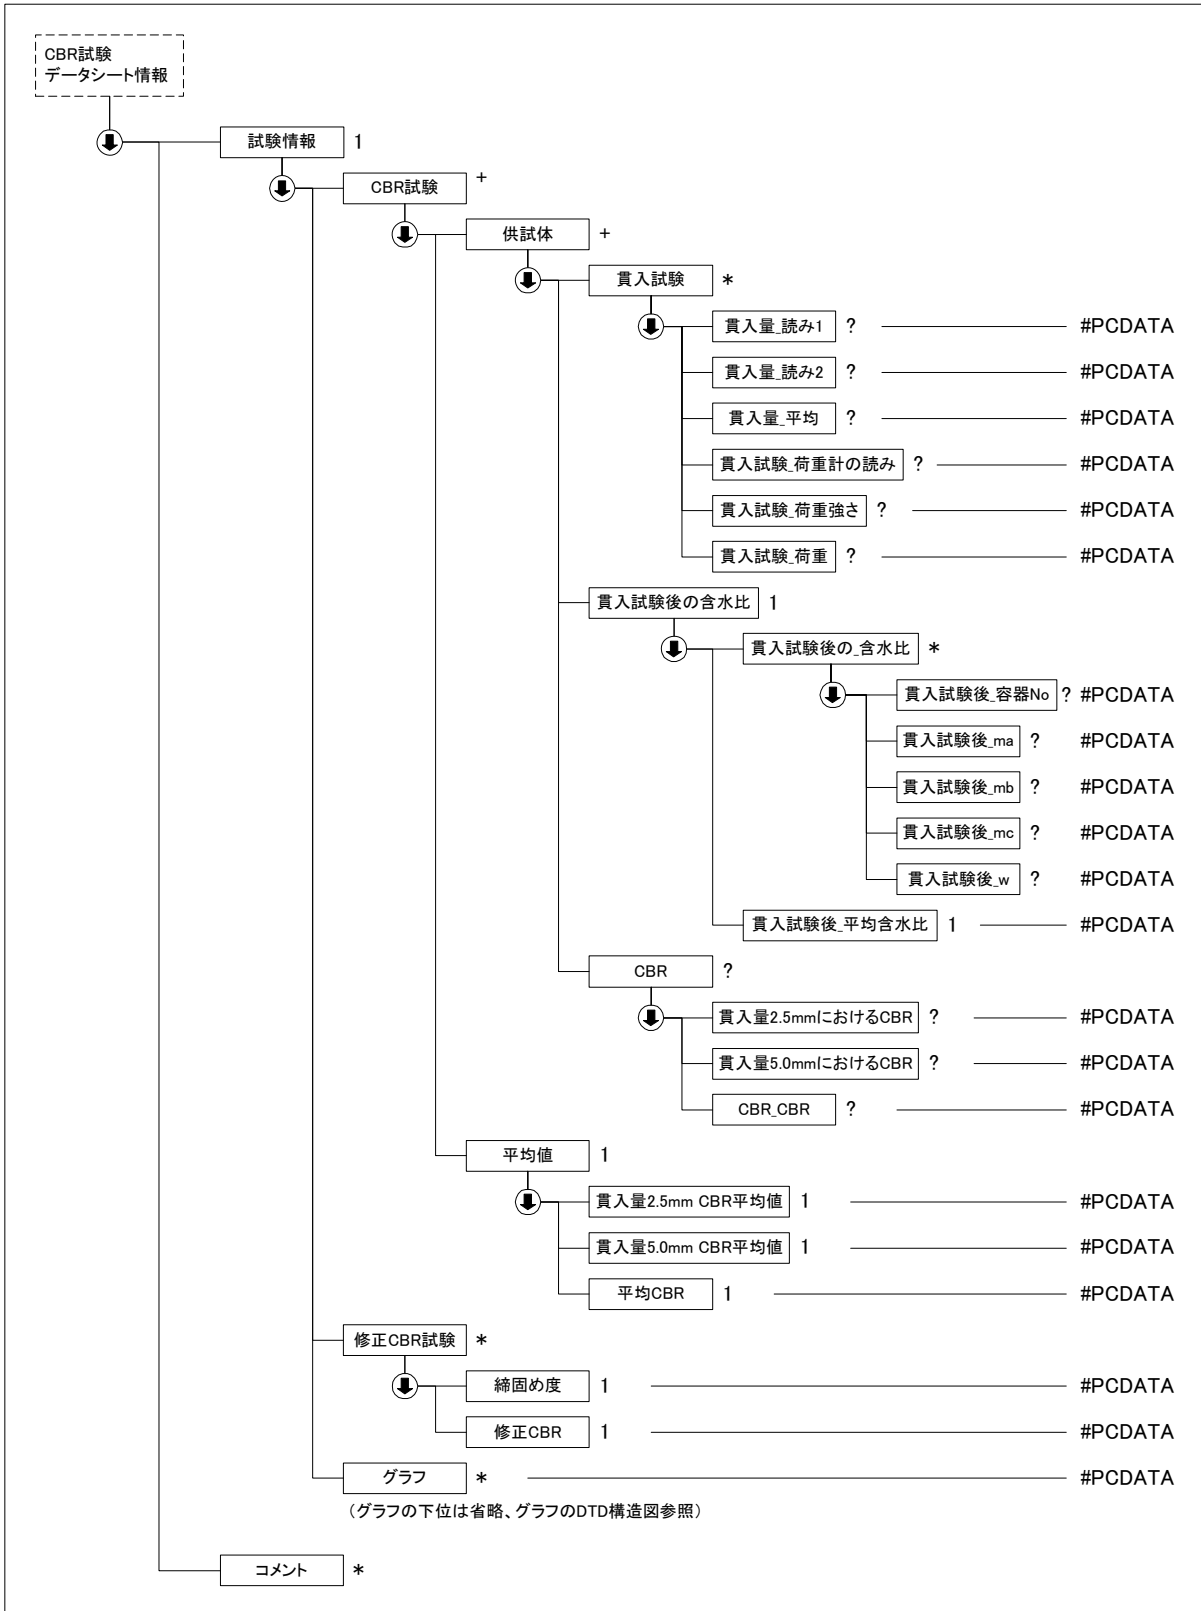 CBR試験
データシート情報
試験情報 1
CBR試験 +
供試体 +
貫入試験 *
貫入量_読み1 ? #PCDATA
貫入量_読み2 ? #PCDATA
貫入量_平均 ? #PCDATA
貫入試験_荷重計の読み ? #PCDATA
貫入試験_荷重強さ ? #PCDATA
貫入試験_荷重 ? #PCDATA
貫入試験後の含水比 1
貫入試験後の_含水比 *
貫入試験後_容器No ? #PCDATA
貫入試験後_ma ? #PCDATA
貫入試験後_mb ? #PCDATA
貫入試験後_mc ? #PCDATA
貫入試験後_w ? #PCDATA
貫入試験後_平均含水比 1 #PCDATA
CBR ?
貫入量2.5mmにおけるCBR ? #PCDATA
貫入量5.0mmにおけるCBR ? #PCDATA
CBR_CBR ? #PCDATA
平均値 1
貫入量2.5mm CBR平均値 1 #PCDATA
貫入量5.0mm CBR平均値 1 #PCDATA
平均CBR 1 #PCDATA
修正CBR試験 *
締固め度 1 #PCDATA
修正CBR 1 #PCDATA
グラフ * #PCDATA
（グラフの下位は省略、グラフのDTD構造図参照）
コメント *